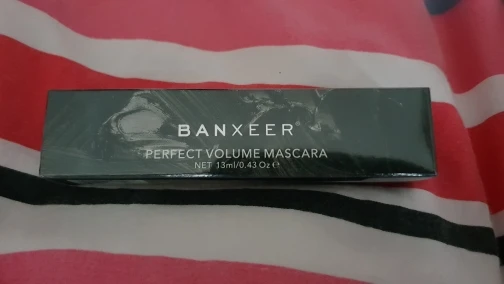 BANXEER
PERFECT VOLUME MASCARA
NET 13ml/0.43 Oz ℮